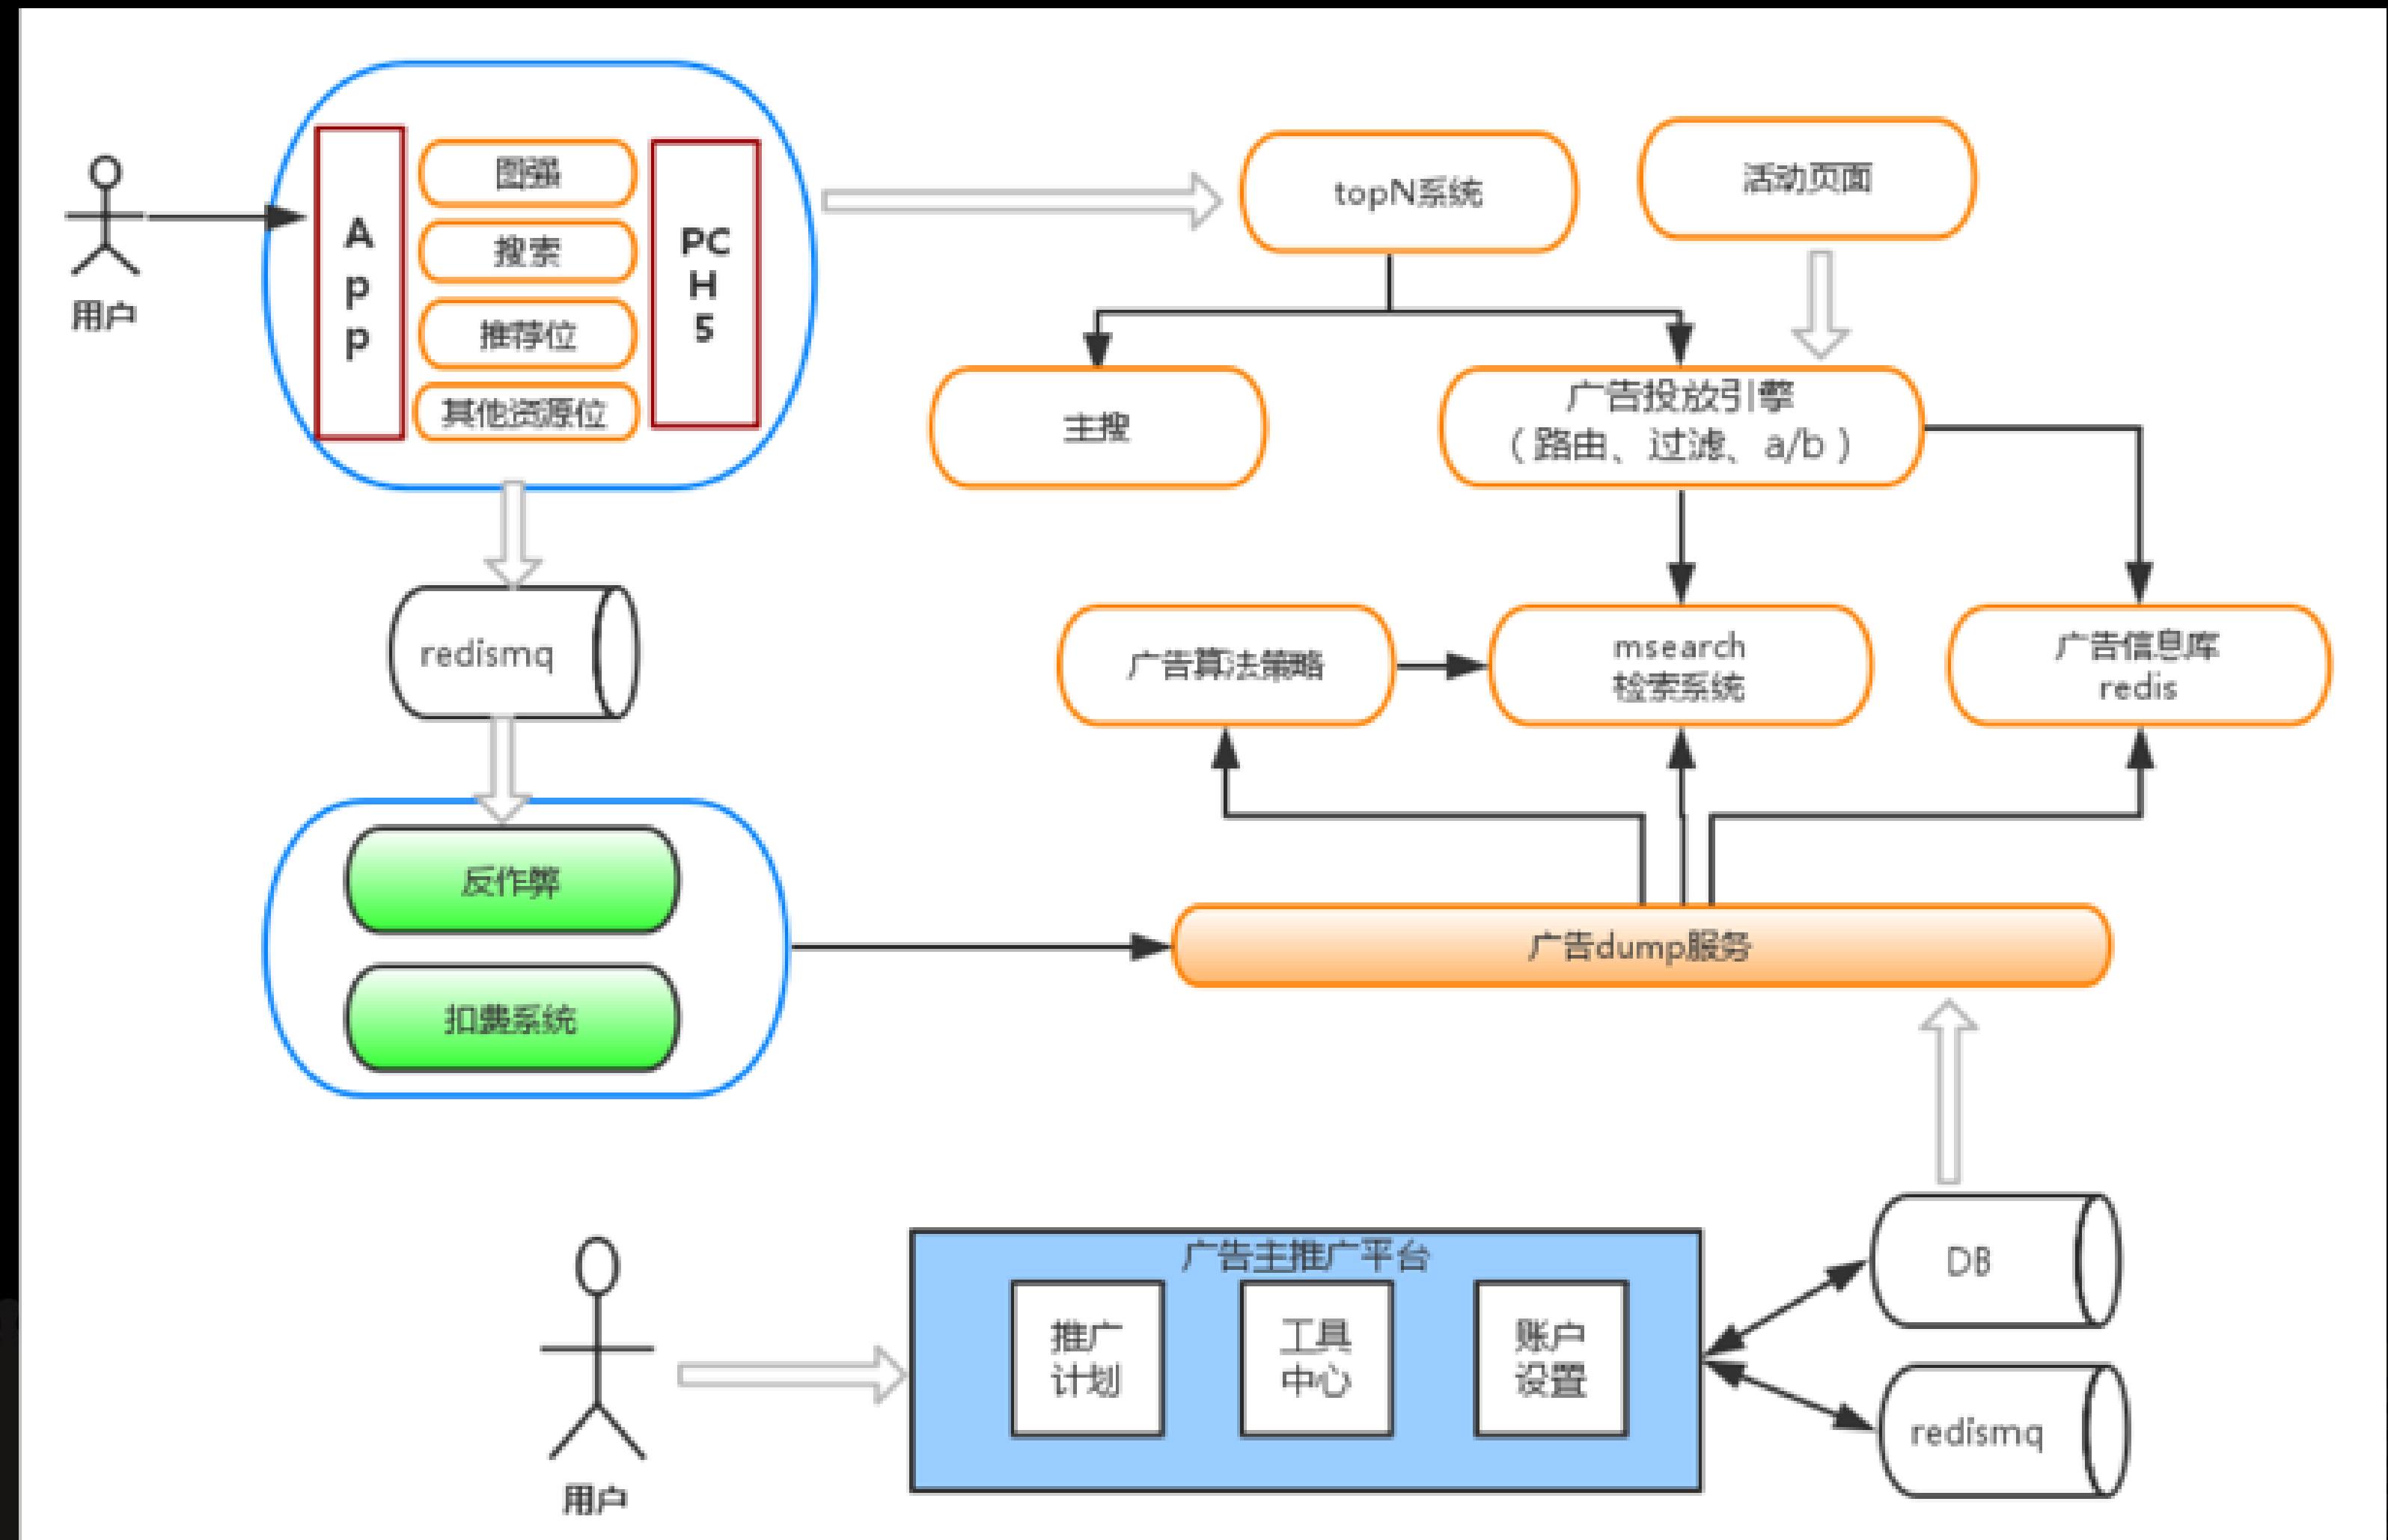 用户
App
图强
搜索
推荐位
其他资源位
PC
H
5
topN系统
活动页面
主搜
广告投放引擎
（路由、过滤、a/b）
redismq
广告算法策略
msearch
检索系统
广告信息库
redis
反作弊
扣费系统
广告dump服务
用户
广告主推广平台
推广
计划
工具
中心
账户
设置
DB
redismq